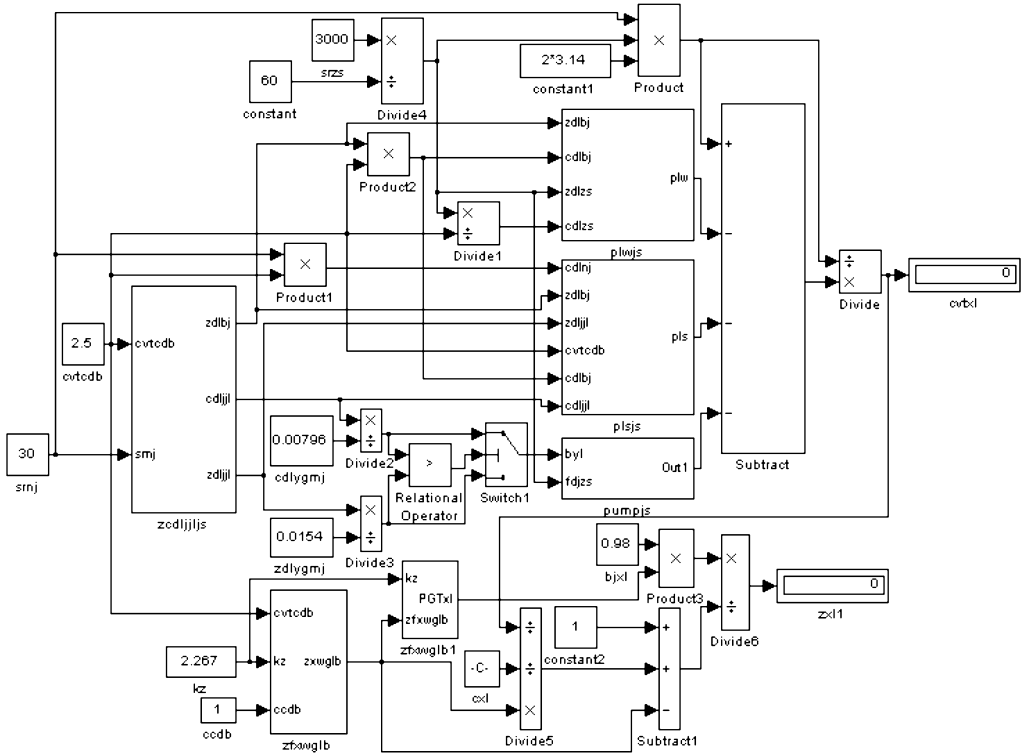 3000
srzs
60
constant
×
÷
Divide4
2*3.14
constant1
×
Product
×
Product2
zdlbj
cdlbj
zdlzs
cdlzs
plw
plwjs
×
÷
Divide1
×
Product1
cdlnj
zdlbj
zdljjl
cvtcdb
cdlbj
cdljjl
pls
plsjs
+
−
−
−
Subtract
÷
×
Divide
0
cvtxl
2.5
cvtcdb
30
srnj
cvtcdb
srnj
zdlbj
cdljjl
zdljjl
zcdljjljs
0.00796
cdlygmj
×
÷
Divide2
0.0154
zdlygmj
×
÷
Divide3
>
Relational
Operator
Switch1
byl
fdjzs
Out1
pumpjs
0.98
bjxl
×
Product3
×
÷
Divide6
0
zxl1
kz
zfxwglb
PGTxl
zfxwglb1
2.267
kz
1
ccdb
cvtcdb
kz
ccdb
zxwglb
zfxwglb
-C-
cxl
÷
÷
×
Divide5
1
constant2
+
+
−
Subtract1